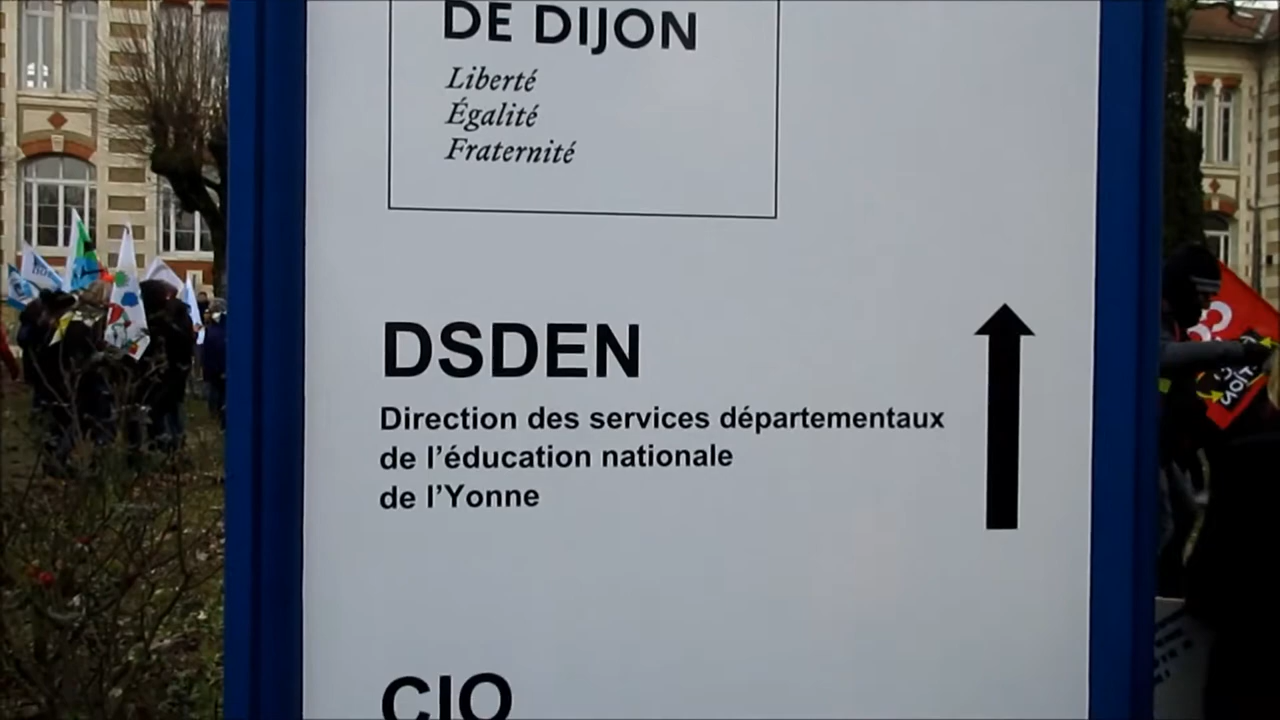 DE DIJON
Liberté
Égalité
Fraternité
DSDEN
Direction des services départementaux
de l'éducation nationale
de l'Yonne
CIO